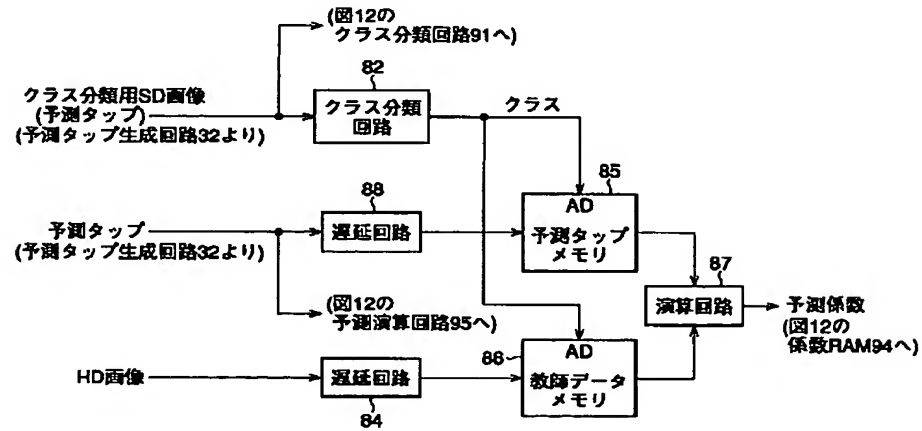 (図12の
クラス分類回路91へ)
82
クラス分類用SD画像
(予測タップ)
(予測タップ生成回路32より)
クラス分類
回路
クラス
85
AD
予測タップ
メモリ
88
予測タップ
(予測タップ生成回路32より)
遅延回路
87
演算回路
予測係数
(図12の
係数RAM94へ)
(図12の
予測演算回路95へ)
86
AD
教師データ
メモリ
HD画像
遅延回路
84